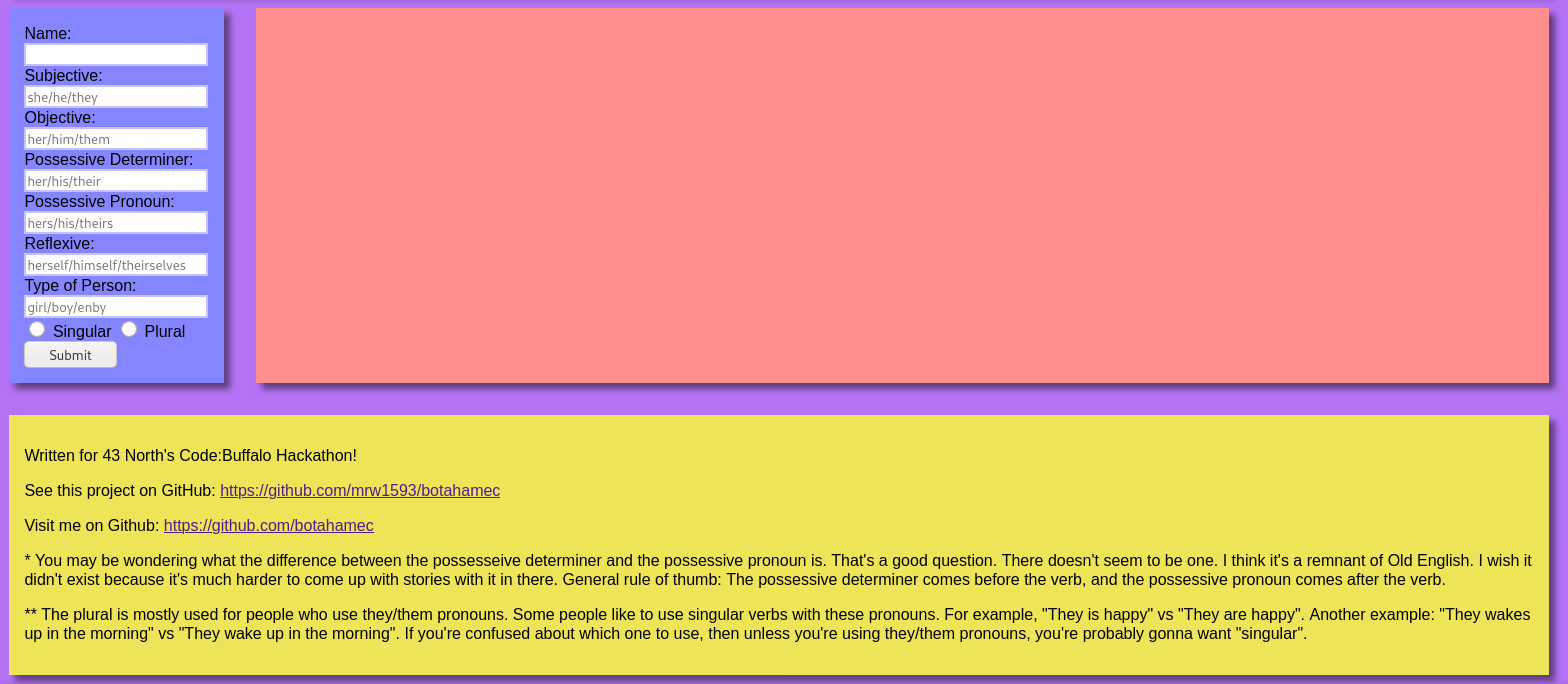 Name:
Subjective:
she/he/they
Objective:
her/him/them
Possessive Determiner:
her/his/their
Possessive Pronoun:
hers/his/theirs
Reflexive:
herself/himself/theirselves
Type of Person:
girl/boy/enby
Singular Plural
Submit
Written for 43 North's Code:Buffalo Hackathon!
See this project on GitHub: https://github.com/mrw1593/botahamec
Visit me on Github: https://github.com/botahamec
* You may be wondering what the difference between the possesseive determiner and the possessive pronoun is. That's a good question. There doesn't seem to be one. I think it's a remnant of Old English. I wish it
didn't exist because it's much harder to come up with stories with it in there. General rule of thumb: The possessive determiner comes before the verb, and the possessive pronoun comes after the verb.
** The plural is mostly used for people who use they/them pronouns. Some people like to use singular verbs with these pronouns. For example, "They is happy" vs "They are happy". Another example: "They wakes
up in the morning" vs "They wake up in the morning". If you're confused about which one to use, then unless you're using they/them pronouns, you're probably gonna want "singular".